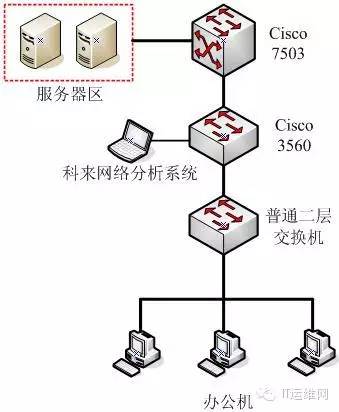 Cisco
7503
服务器区
Cisco
3560
科来网络分析系统
普通二层
交换机
办公机
IT运维网